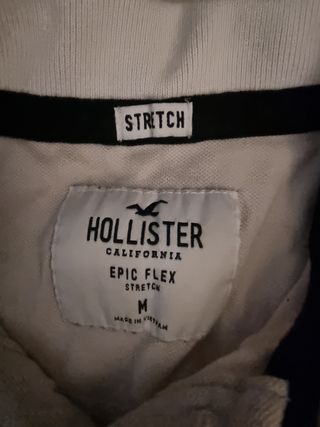 STRETCH
HOLLISTER
CALIFORNIA
EPIC FLEX
STRETCH
M
MADE IN VIETNAM